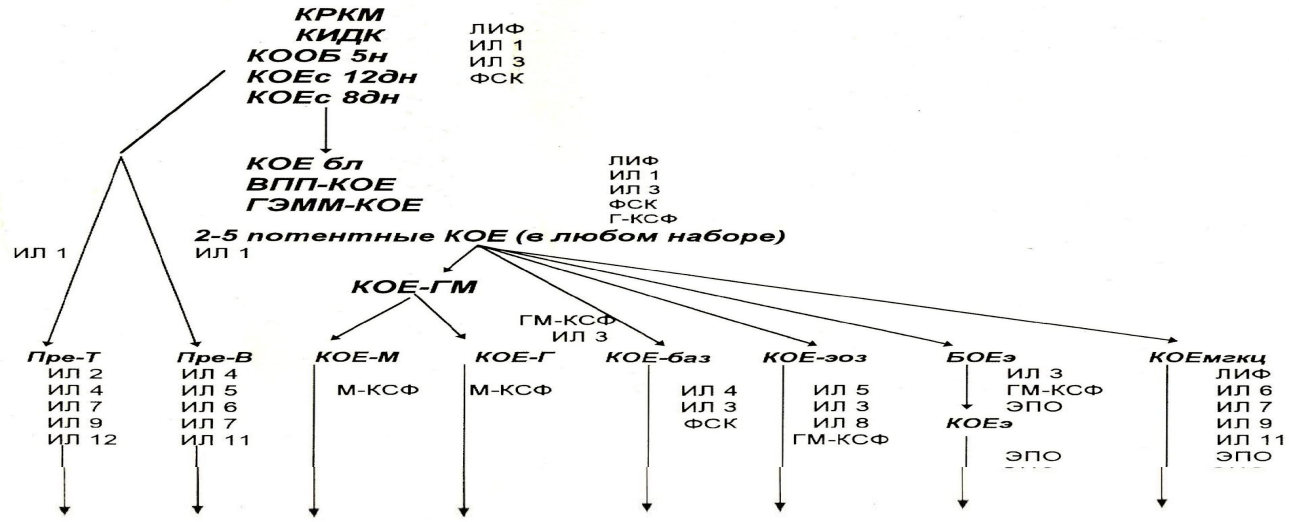 КРКМ
КИДК
КООБ 5н
КОЕс 12дн
КОЕс 8дн
ЛИФ
ИЛ 1
ИЛ 3
ФСК
КОЕ бл
ВПП-КОЕ
ГЭММ-КОЕ
ЛИФ
ИЛ 1
ИЛ 3
ФСК
Г-КСФ
2-5 потентные КОЕ (в любом наборе)
ИЛ 1
ИЛ 1
КОЕ-ГМ
ГМ-КСФ
ИЛ 3
Пре-Т
ИЛ 2
ИЛ 4
ИЛ 7
ИЛ 9
ИЛ 12
Пре-В
ИЛ 4
ИЛ 5
ИЛ 6
ИЛ 7
ИЛ 11
КОЕ-М
М-КСФ
КОЕ-Г
М-КСФ
КОЕ-баз
ИЛ 4
ИЛ 3
ФСК
КОЕ-эоз
ИЛ 5
ИЛ 3
ИЛ 8
ГМ-КСФ
БОЕэ
ИЛ 3
ГМ-КСФ
ЭПО
КОЕэ
ЭПО
КОЕмгкц
ЛИФ
ИЛ 6
ИЛ 7
ИЛ 9
ИЛ 11
ЭПО